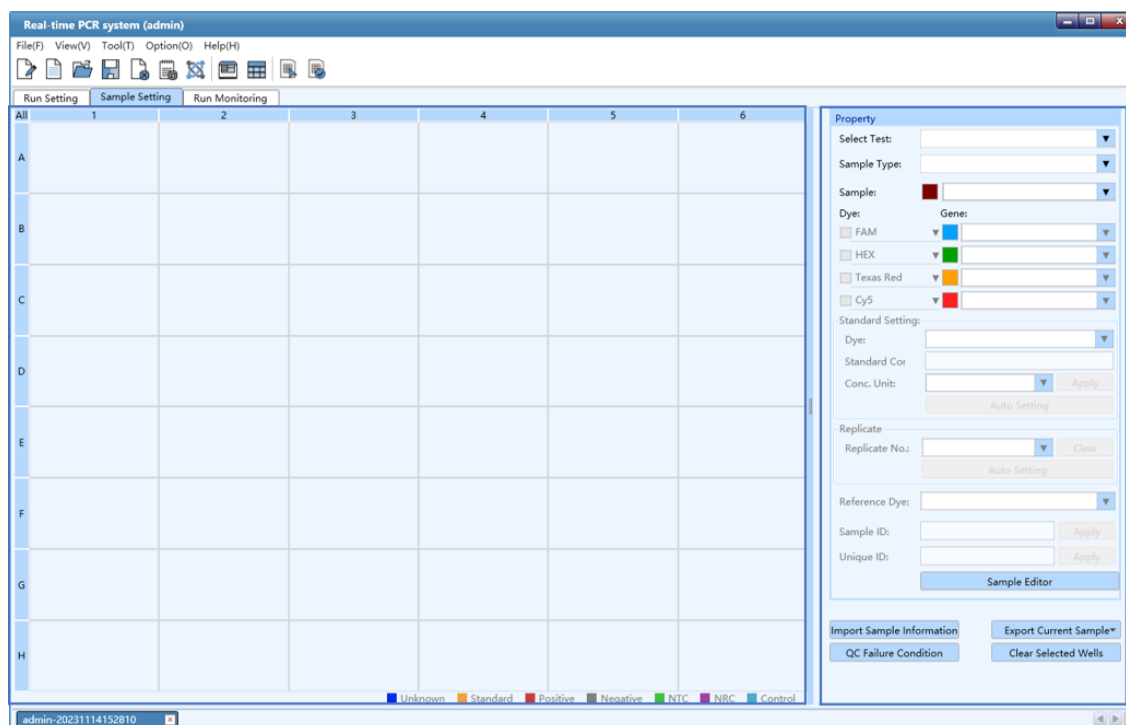 Real-time PCR system (admin)
File(F) View(V) Tool(T) Option(O) Help(H)
Run Setting Sample Setting Run Monitoring
All 1 2 3 4 5 6
A
B
C
D
E
F
G
H
Unknown Standard Positive Negative NTC NRC Control
Property
Select Test:
Sample Type:
Sample:
Dye: Gene:
FAM
HEX
Texas Red
Cy5
Standard Setting:
Dye:
Standard Cor
Conc. Unit: Apply
Auto Setting
Replicate
Replicate No.: Clear
Auto Setting
Reference Dye:
Sample ID: Apply
Unique ID: Apply
Sample Editor
Import Sample Information Export Current Sample
QC Failure Condition Clear Selected Wells
admin-20231114152810